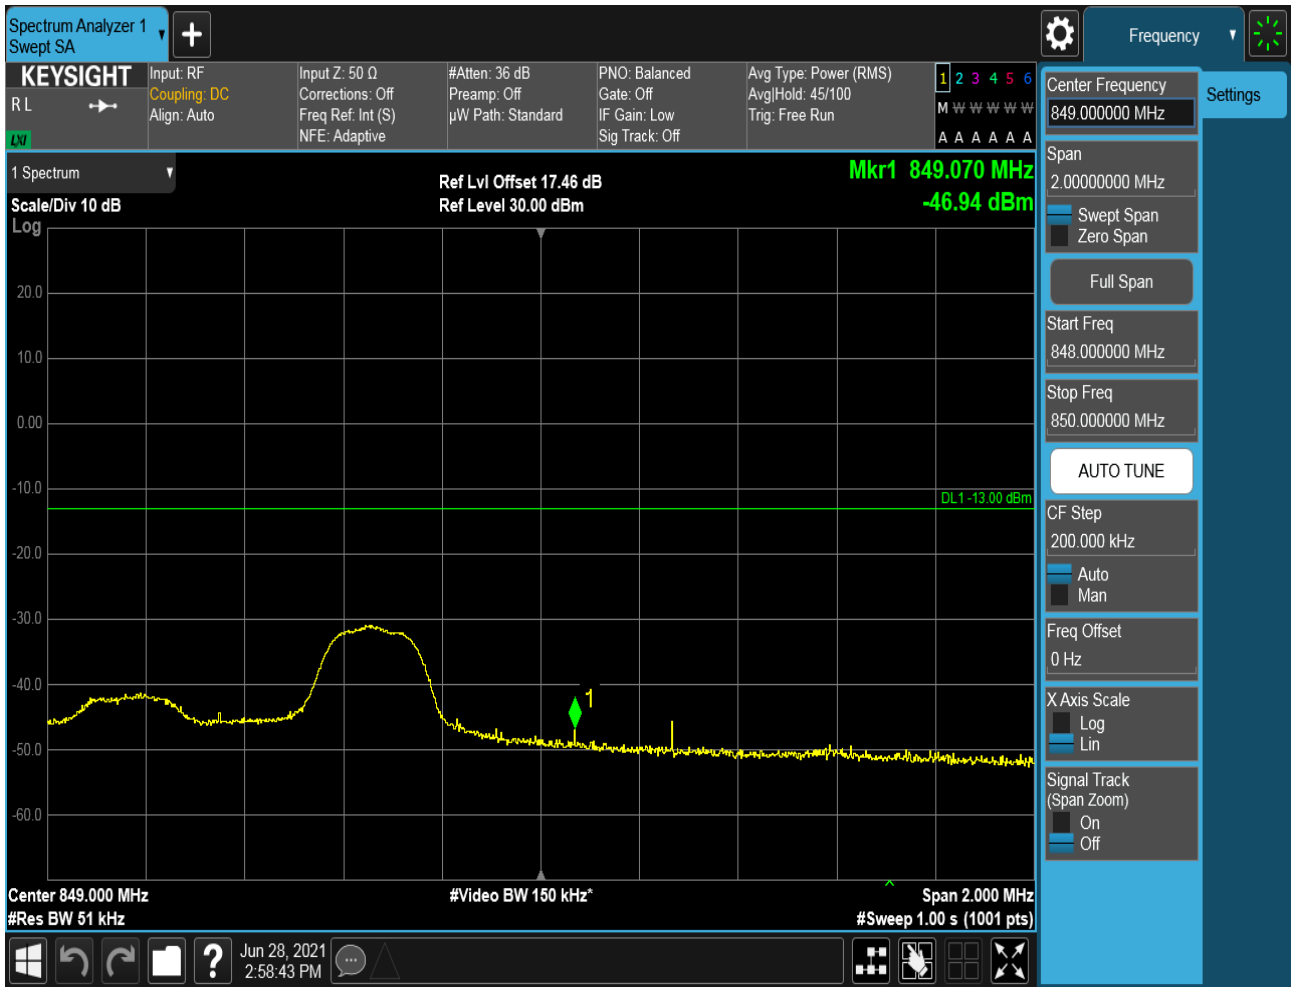 Spectrum Analyzer 1
Swept SA
+
Frequency
KEYSIGHT
R L
LXI
Input: RF
Coupling: DC
Align: Auto
Input Z: 50 Ω
Corrections: Off
Freq Ref: Int (S)
NFE: Adaptive
#Atten: 36 dB
Preamp: Off
µW Path: Standard
PNO: Balanced
Gate: Off
IF Gain: Low
Sig Track: Off
Avg Type: Power (RMS)
Avg|Hold: 45/100
Trig: Free Run
1 2 3 4 5 6
M W W W W W
A A A A A A
1 Spectrum
Scale/Div 10 dB
Log
Ref Lvl Offset 17.46 dB
Ref Level 30.00 dBm
Mkr1 849.070 MHz
-46.94 dBm
20.0
10.0
0.00
-10.0
-20.0
-30.0
-40.0
-50.0
-60.0
DL1 -13.00 dBm
1
Center 849.000 MHz
#Res BW 51 kHz
#Video BW 150 kHz*
Span 2.000 MHz
#Sweep 1.00 s (1001 pts)
Center Frequency
849.000000 MHz
Settings
Span
2.00000000 MHz
Swept Span
Zero Span
Full Span
Start Freq
848.000000 MHz
Stop Freq
850.000000 MHz
AUTO TUNE
CF Step
200.000 kHz
Auto
Man
Freq Offset
0 Hz
X Axis Scale
Log
Lin
Signal Track
(Span Zoom)
On
Off
?
Jun 28, 2021
2:58:43 PM